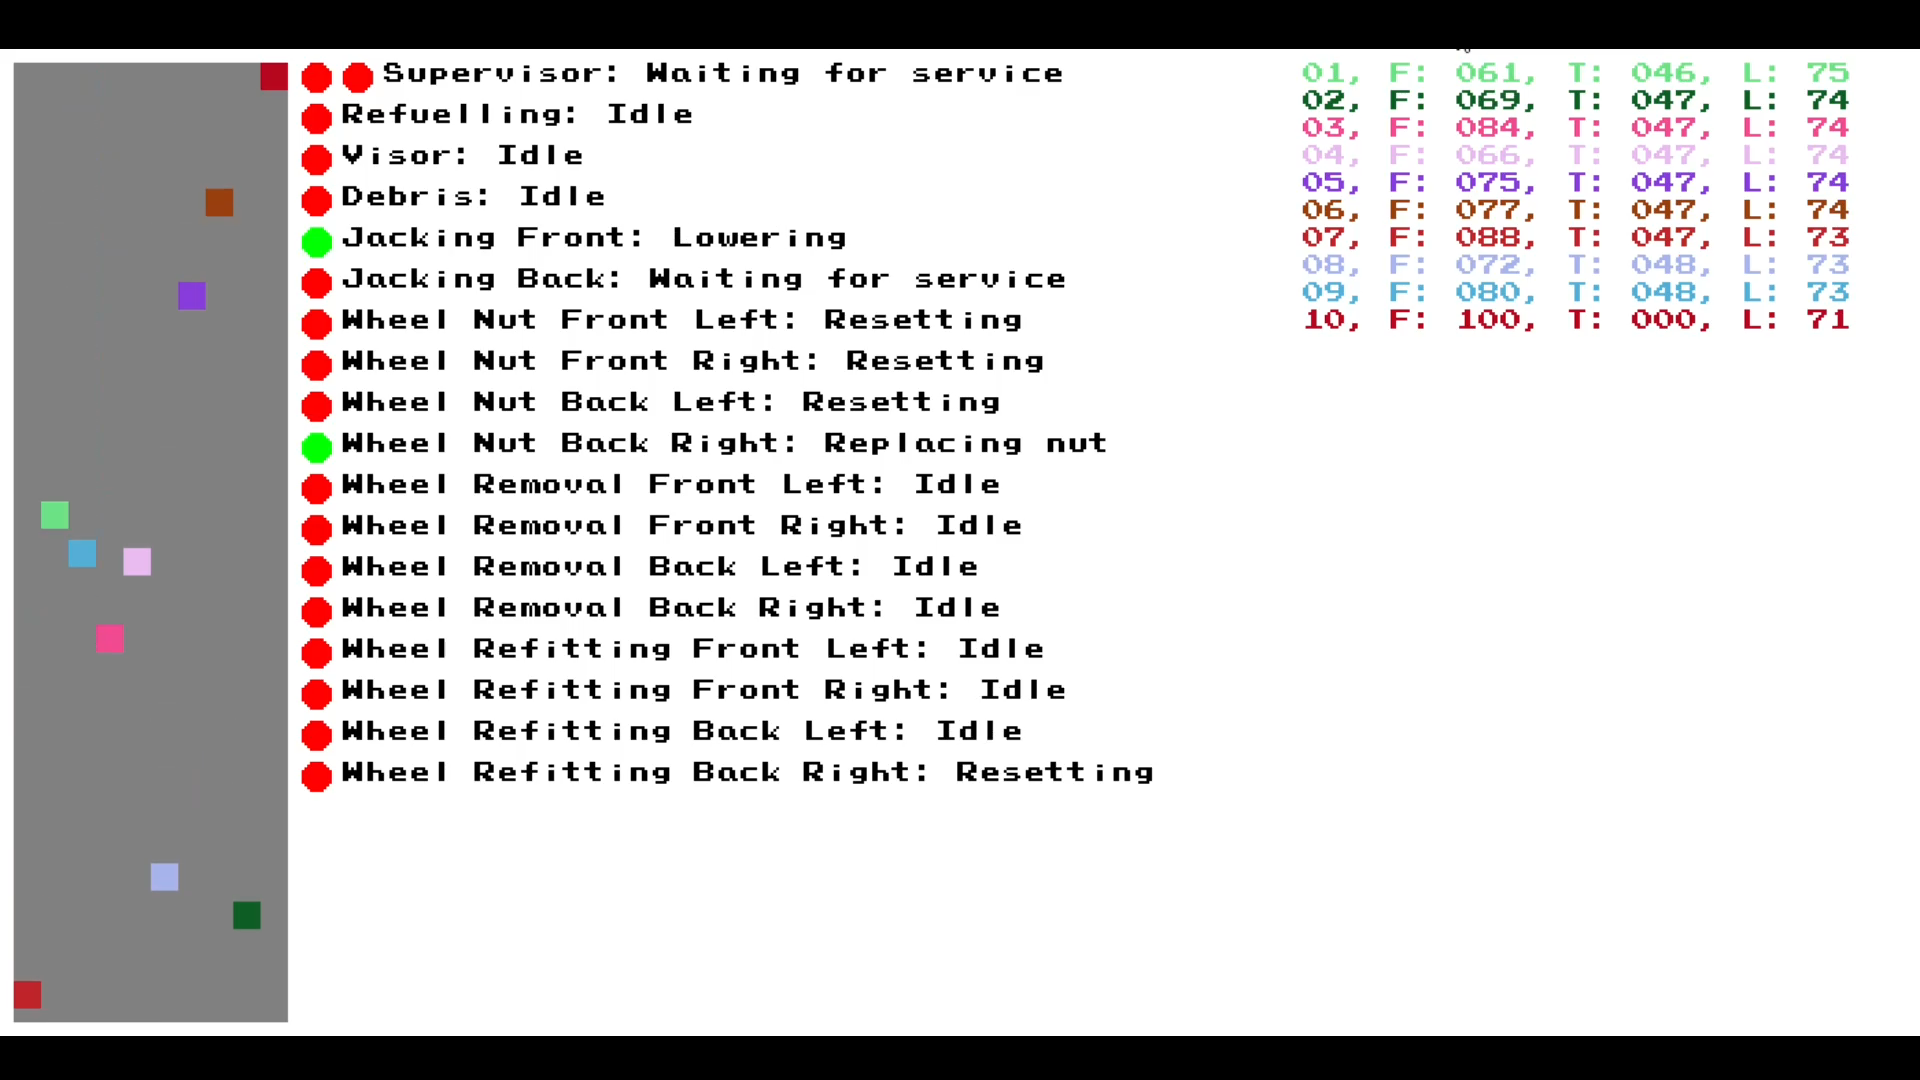 Supervisor: Waiting for service
Refuelling: Idle
Visor: Idle
Debris: Idle
Jacking Front: Lowering
Jacking Back: Waiting for service
Wheel Nut Front Left: Resetting
Wheel Nut Front Right: Resetting
Wheel Nut Back Left: Resetting
Wheel Nut Back Right: Replacing nut
Wheel Removal Front Left: Idle
Wheel Removal Front Right: Idle
Wheel Removal Back Left: Idle
Wheel Removal Back Right: Idle
Wheel Refitting Front Left: Idle
Wheel Refitting Front Right: Idle
Wheel Refitting Back Left: Idle
Wheel Refitting Back Right: Resetting
01, F: 061, T: 046, L: 75
02, F: 069, T: 047, L: 74
03, F: 084, T: 047, L: 74
04, F: 066, T: 047, L: 74
05, F: 075, T: 047, L: 74
06, F: 077, T: 047, L: 74
07, F: 088, T: 047, L: 73
08, F: 072, T: 048, L: 73
09, F: 080, T: 048, L: 73
10, F: 100, T: 000, L: 71